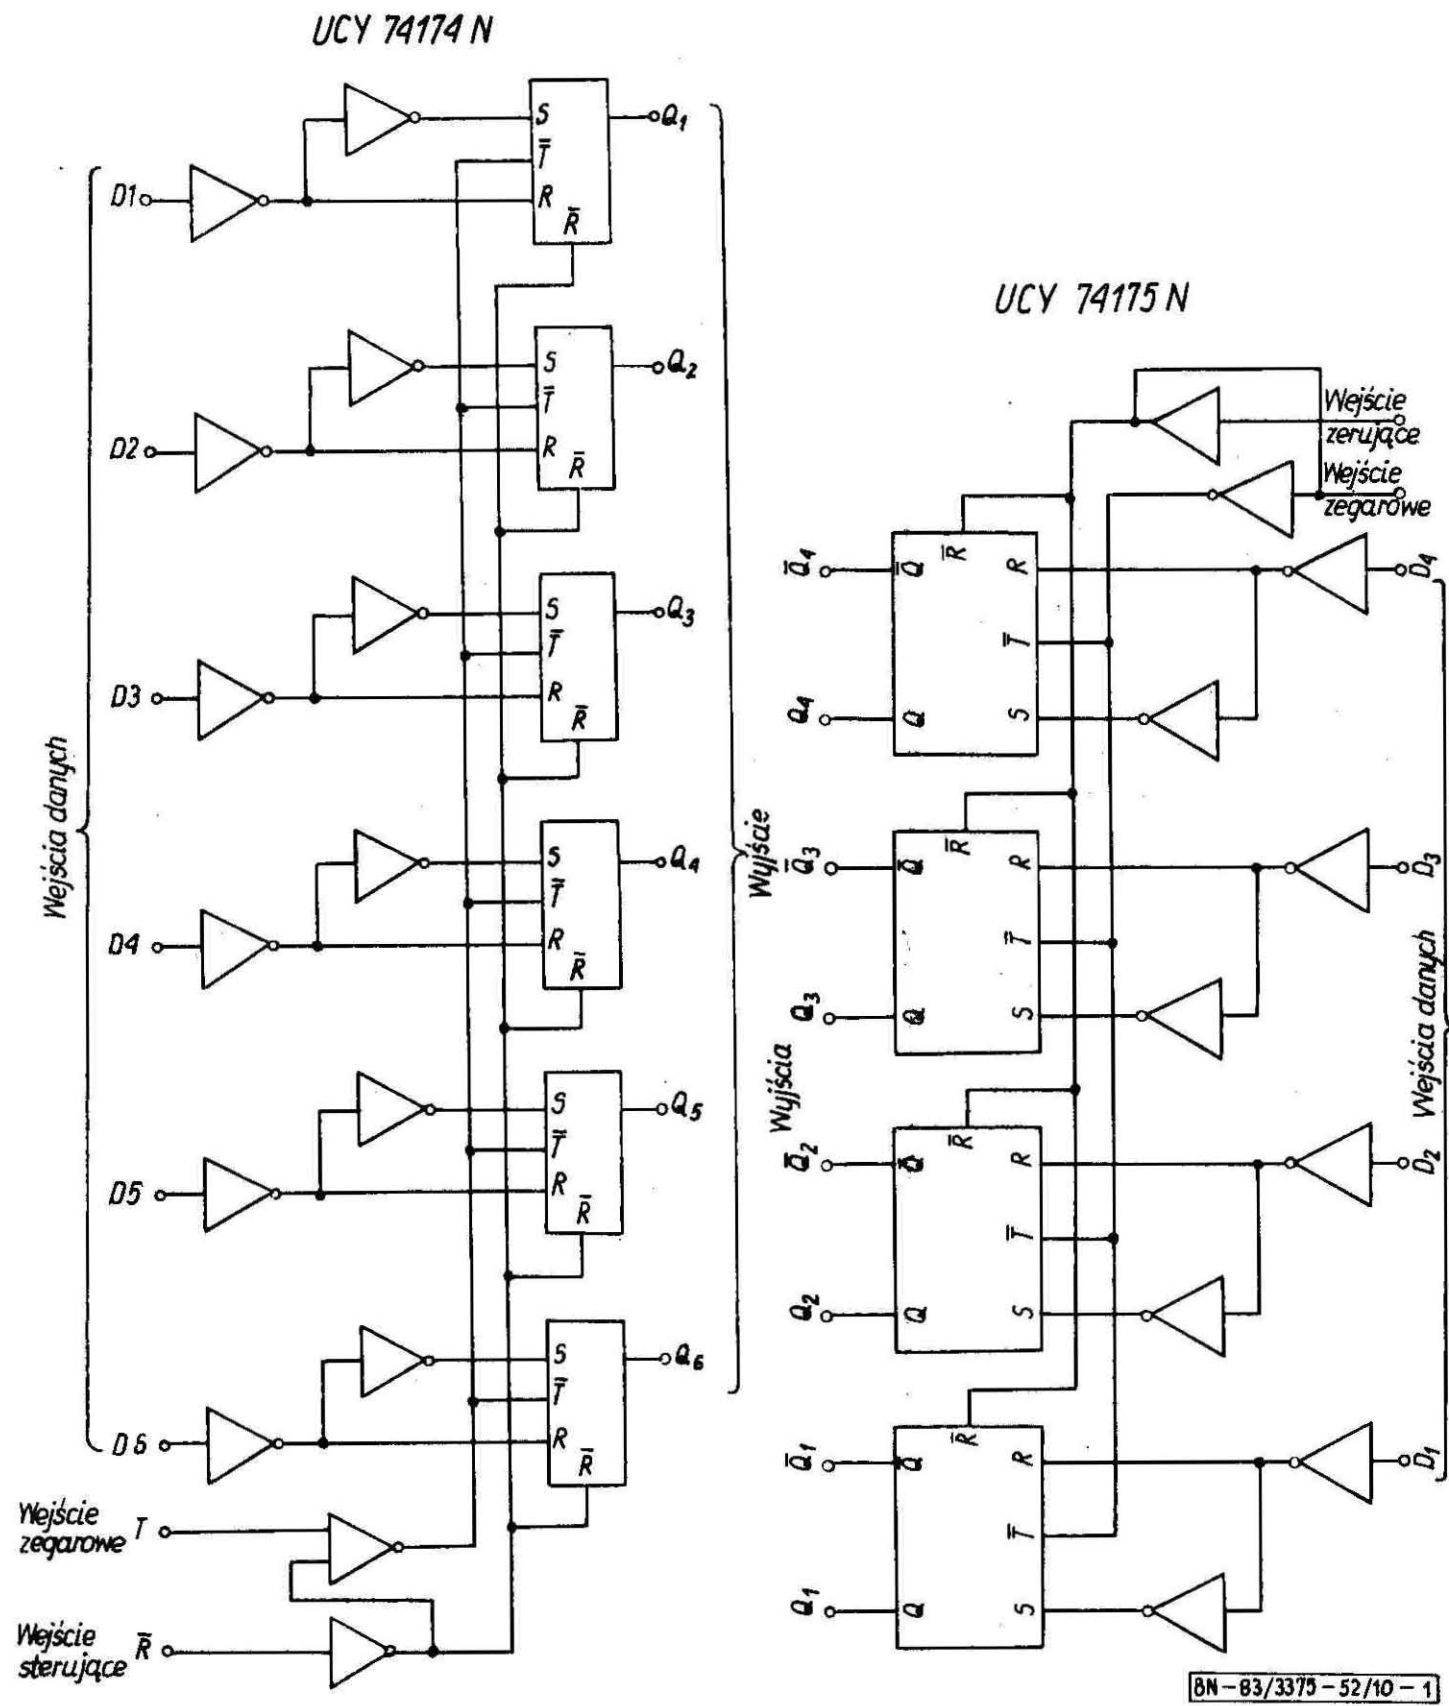 UCY 74174 N
S
T̿
R
R̄
Q1
D1
S
T̿
R
R̄
Q2
D2
S
T̿
R
R̄
Q3
D3
S
T̿
R
R̄
Q4
D4
S
T̿
R
R̄
Q5
D5
S
T̿
R
R̄
Q6
D6
Wejścia danych
Wyjście
Wejście
zegarowe T
Wejście
sterujące R̄
UCY 74175 N
Wejście
zerujące
Wejście
zegarowe
Q̄4
Q̄
R̄
R
D4
T̿
Q4
Q
S
Q̄3
Q̄
R̄
R
D3
T̿
Q3
Q
S
Q̄2
Q̄
R̄
R
D2
T̿
Q2
Q
S
Q̄1
Q̄
R̄
R
D1
T̿
Q1
Q
S
Wyjścia
Wejścia danych
BN-83/3375-52/10-1